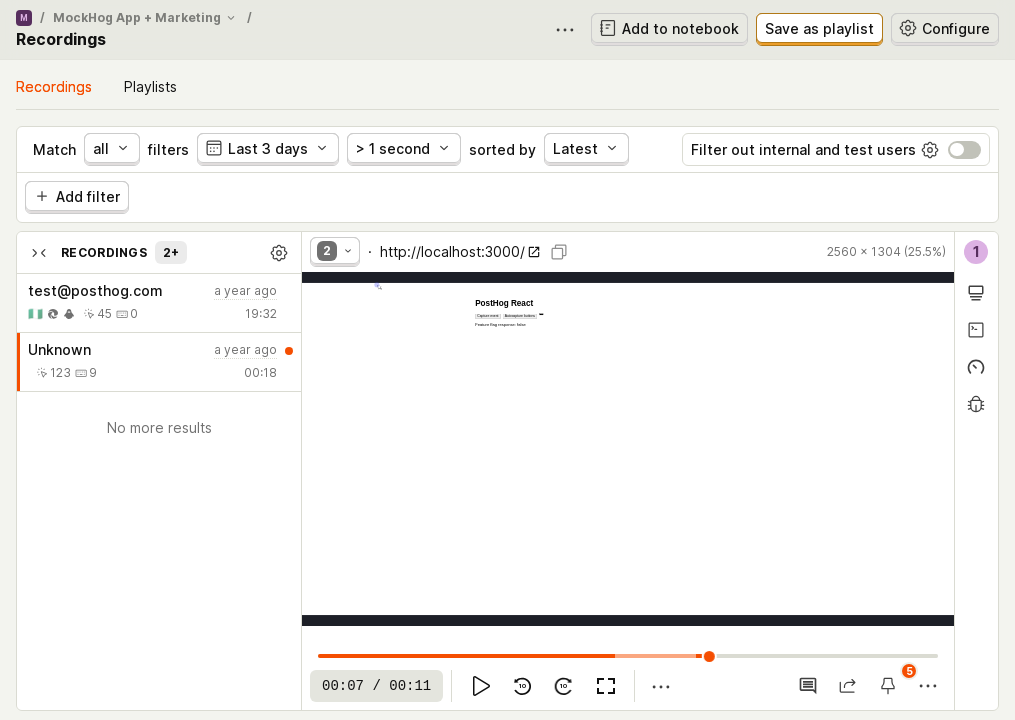 M / MockHog App + Marketing /
Recordings
Add to notebook
Save as playlist
Configure
Recordings Playlists
Match all filters Last 3 days > 1 second sorted by Latest Filter out internal and test users
Add filter
RECORDINGS 2+
2 · http://localhost:3000/ 2560 × 1304 (25.5%)
1
test@posthog.com a year ago
45 0 19:32
Unknown a year ago
123 9 00:18
No more results
PostHog React
Capture event Autocapture buttons
Feature flag response: false
00:07 / 00:11
10
10
5